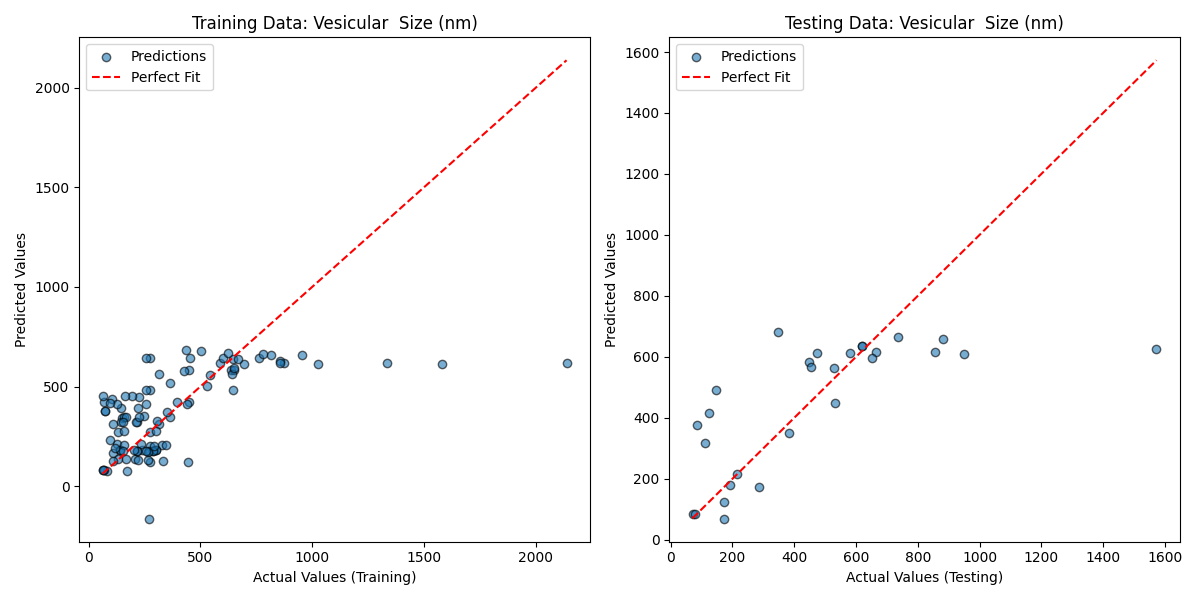 Training Data: Vesicular  Size (nm)
Predictions
Perfect Fit
Predicted Values
2000
1500
1000
500
0
0 500 1000 1500 2000
Actual Values (Training)
Testing Data: Vesicular  Size (nm)
Predictions
Perfect Fit
Predicted Values
1600
1400
1200
1000
800
600
400
200
0
0 200 400 600 800 1000 1200 1400 1600
Actual Values (Testing)